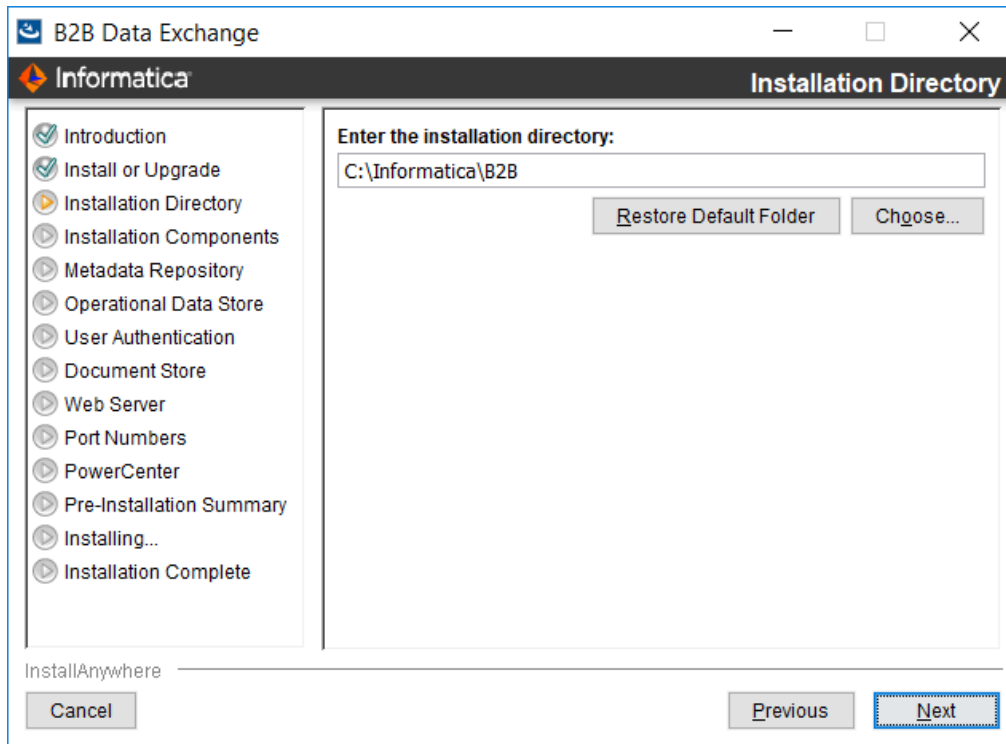 B2B Data Exchange
Informatica
Installation Directory
Introduction
Install or Upgrade
Installation Directory
Installation Components
Metadata Repository
Operational Data Store
User Authentication
Document Store
Web Server
Port Numbers
PowerCenter
Pre-Installation Summary
Installing...
Installation Complete
Enter the installation directory:
C:\Informatica\B2B
Restore Default Folder
Choose...
InstallAnywhere
Cancel
Previous
Next